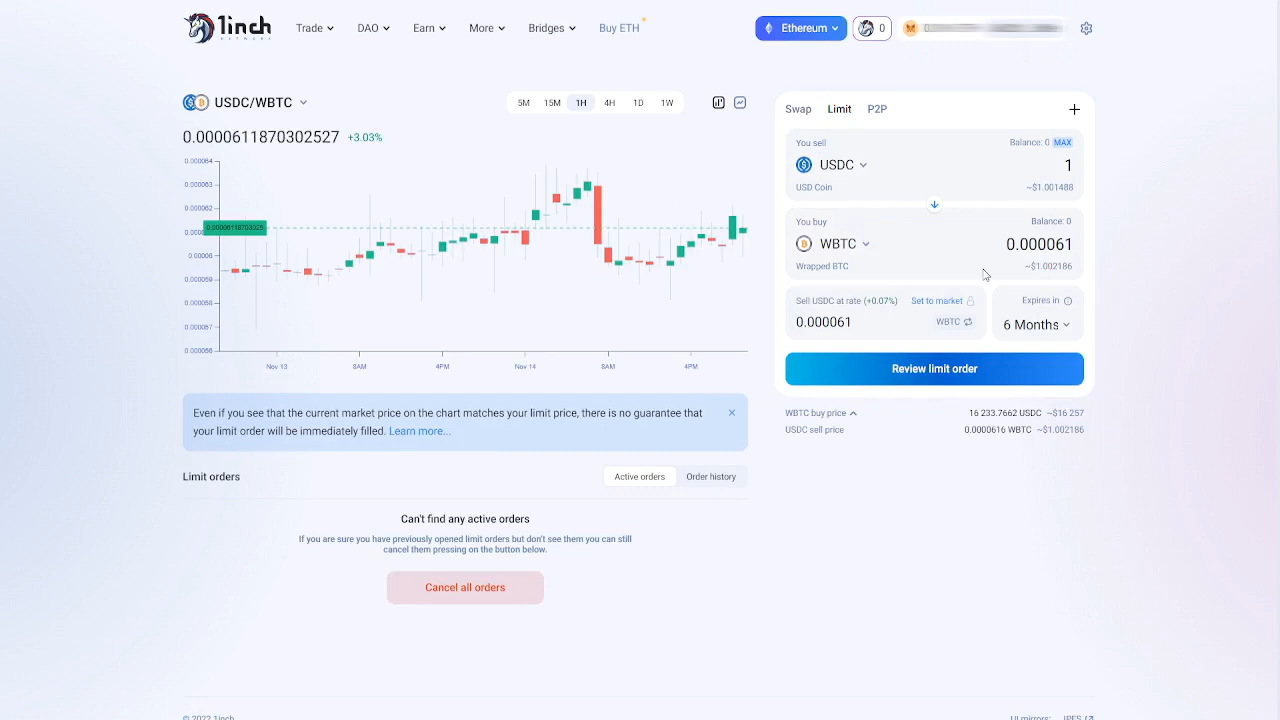 1inch
NETWORK
Trade
DAO
Earn
More
Bridges
Buy ETH
Ethereum
0
USDC/WBTC
5M 15M 1H 4H 1D 1W
0.0000611870302527 +3.03%
0.000064
0.000063
0.000062
0.00006118703025
0.00006
0.000059
0.000058
0.000057
0.000056
Nov 13 8AM 4PM Nov 14 8AM 4PM
Even if you see that the current market price on the chart matches your limit price, there is no guarantee that
your limit order will be immediately filled. Learn more...
Limit orders
Active orders
Order history
Can't find any active orders
If you are sure you have previously opened limit orders but don't see them you can still
cancel them pressing on the button below.
Cancel all orders
Swap Limit P2P
You sell Balance: 0 MAX
USDC 1
USD Coin ~$1.001488
You buy Balance: 0
WBTC 0.000061
Wrapped BTC ~$1.002186
Sell USDC at rate (+0.07%) Set to market
0.000061 WBTC
Expires in
6 Months
Review limit order
WBTC buy price 16 233.7662 USDC ~$16 257
USDC sell price 0.0000616 WBTC ~$1.002186
© 2022 1inch
UI mirrors: IPFS